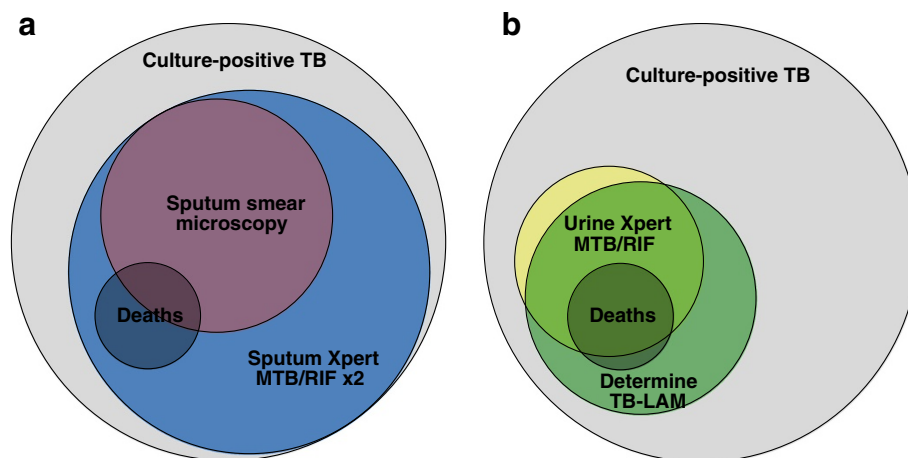 a
Culture-positive TB
Sputum smear
microscopy
Deaths
Sputum Xpert
MTB/RIF x2
b
Culture-positive TB
Urine Xpert
MTB/RIF
Deaths
Determine
TB-LAM